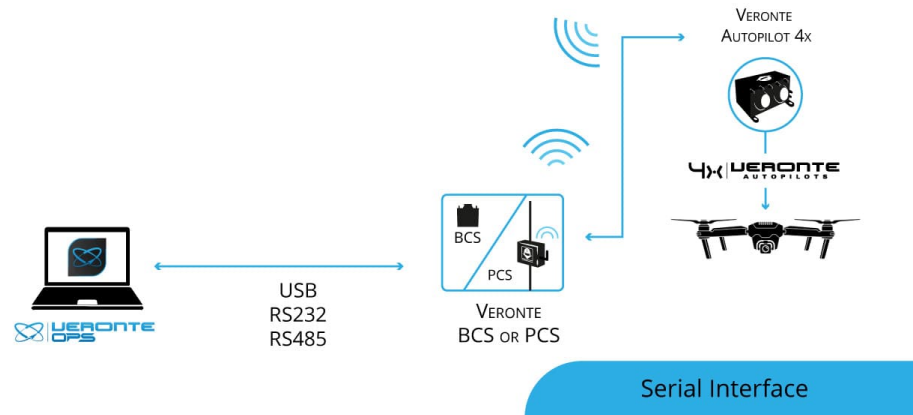 VERONTE
AUTOPILOT 4X
4X | VERONTE
AUTOPILOTS
BCS
PCS
USB
RS232
RS485
VERONTE
BCS OR PCS
VERONTE
OPS
Serial Interface